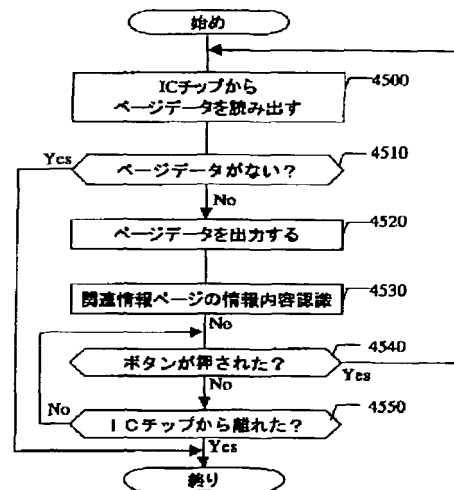 始め
ICチップから
ページデータを読み出す
4500
Yes
ページデータがない?
4510
No
ページデータを出力する
4520
関連情報ページの情報内容認識
4530
No
ボタンが押された?
4540
Yes
No
No
ICチップから離れた?
4550
Yes
終り